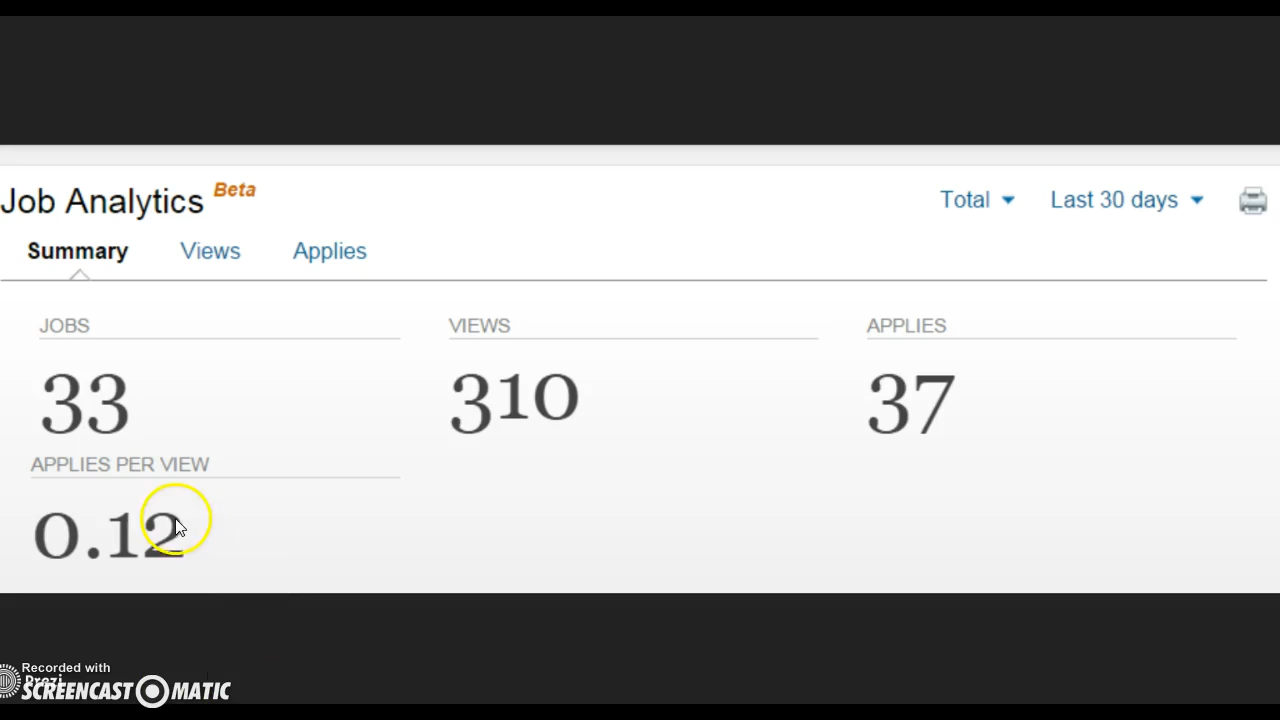 Job Analytics Beta
Total Last 30 days
Summary Views Applies
JOBS VIEWS APPLIES
33 310 37
APPLIES PER VIEW
0.12
Recorded with
Prezi
SCREENCAST MATIC